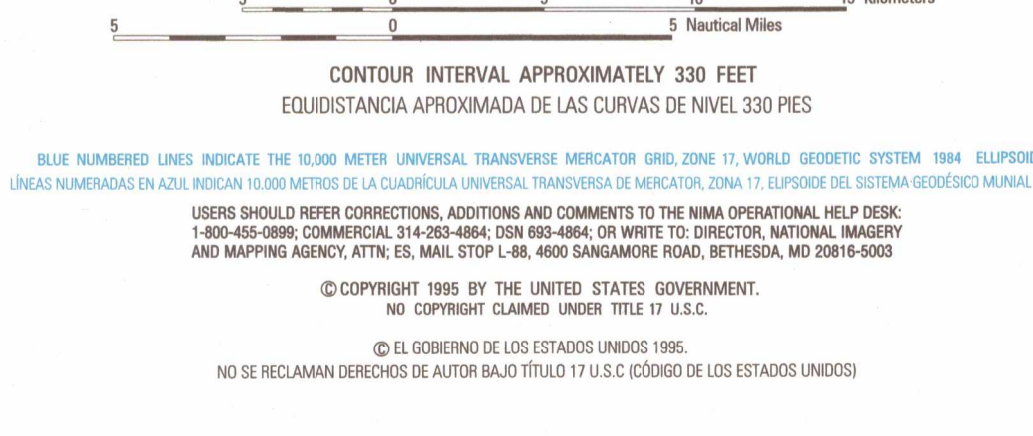 5 0 5 10 15 Kilometers
5 0 5 Nautical Miles
CONTOUR INTERVAL APPROXIMATELY 330 FEET
EQUIDISTANCIA APROXIMADA DE LAS CURVAS DE NIVEL 330 PIES
BLUE NUMBERED LINES INDICATE THE 10,000 METER UNIVERSAL TRANSVERSE MERCATOR GRID, ZONE 17, WORLD GEODETIC SYSTEM 1984 ELLIPSOID
LÍNEAS NUMERADAS EN AZUL INDICAN 10.000 METROS DE LA CUADRÍCULA UNIVERSAL TRANSVERSA DE MERCATOR, ZONA 17, ELIPSOIDE DEL SISTEMA GEODÉSICO MUNIAL
USERS SHOULD REFER CORRECTIONS, ADDITIONS AND COMMENTS TO THE NIMA OPERATIONAL HELP DESK:
1-800-455-0899; COMMERCIAL 314-263-4864; DSN 693-4864; OR WRITE TO: DIRECTOR, NATIONAL IMAGERY
AND MAPPING AGENCY, ATTN; ES, MAIL STOP L-88, 4600 SANGAMORE ROAD, BETHESDA, MD 20816-5003
© COPYRIGHT 1995 BY THE UNITED STATES GOVERNMENT.
NO COPYRIGHT CLAIMED UNDER TITLE 17 U.S.C.
© EL GOBIERNO DE LOS ESTADOS UNIDOS 1995.
NO SE RECLAMAN DERECHOS DE AUTOR BAJO TÍTULO 17 U.S.C (CÓDIGO DE LOS ESTADOS UNIDOS)